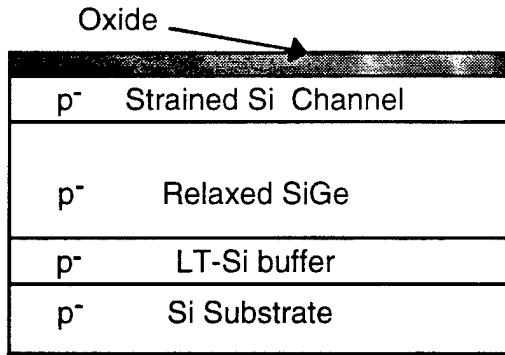 Oxide
p- Strained Si Channel
p- Relaxed SiGe
p- LT-Si buffer
p- Si Substrate